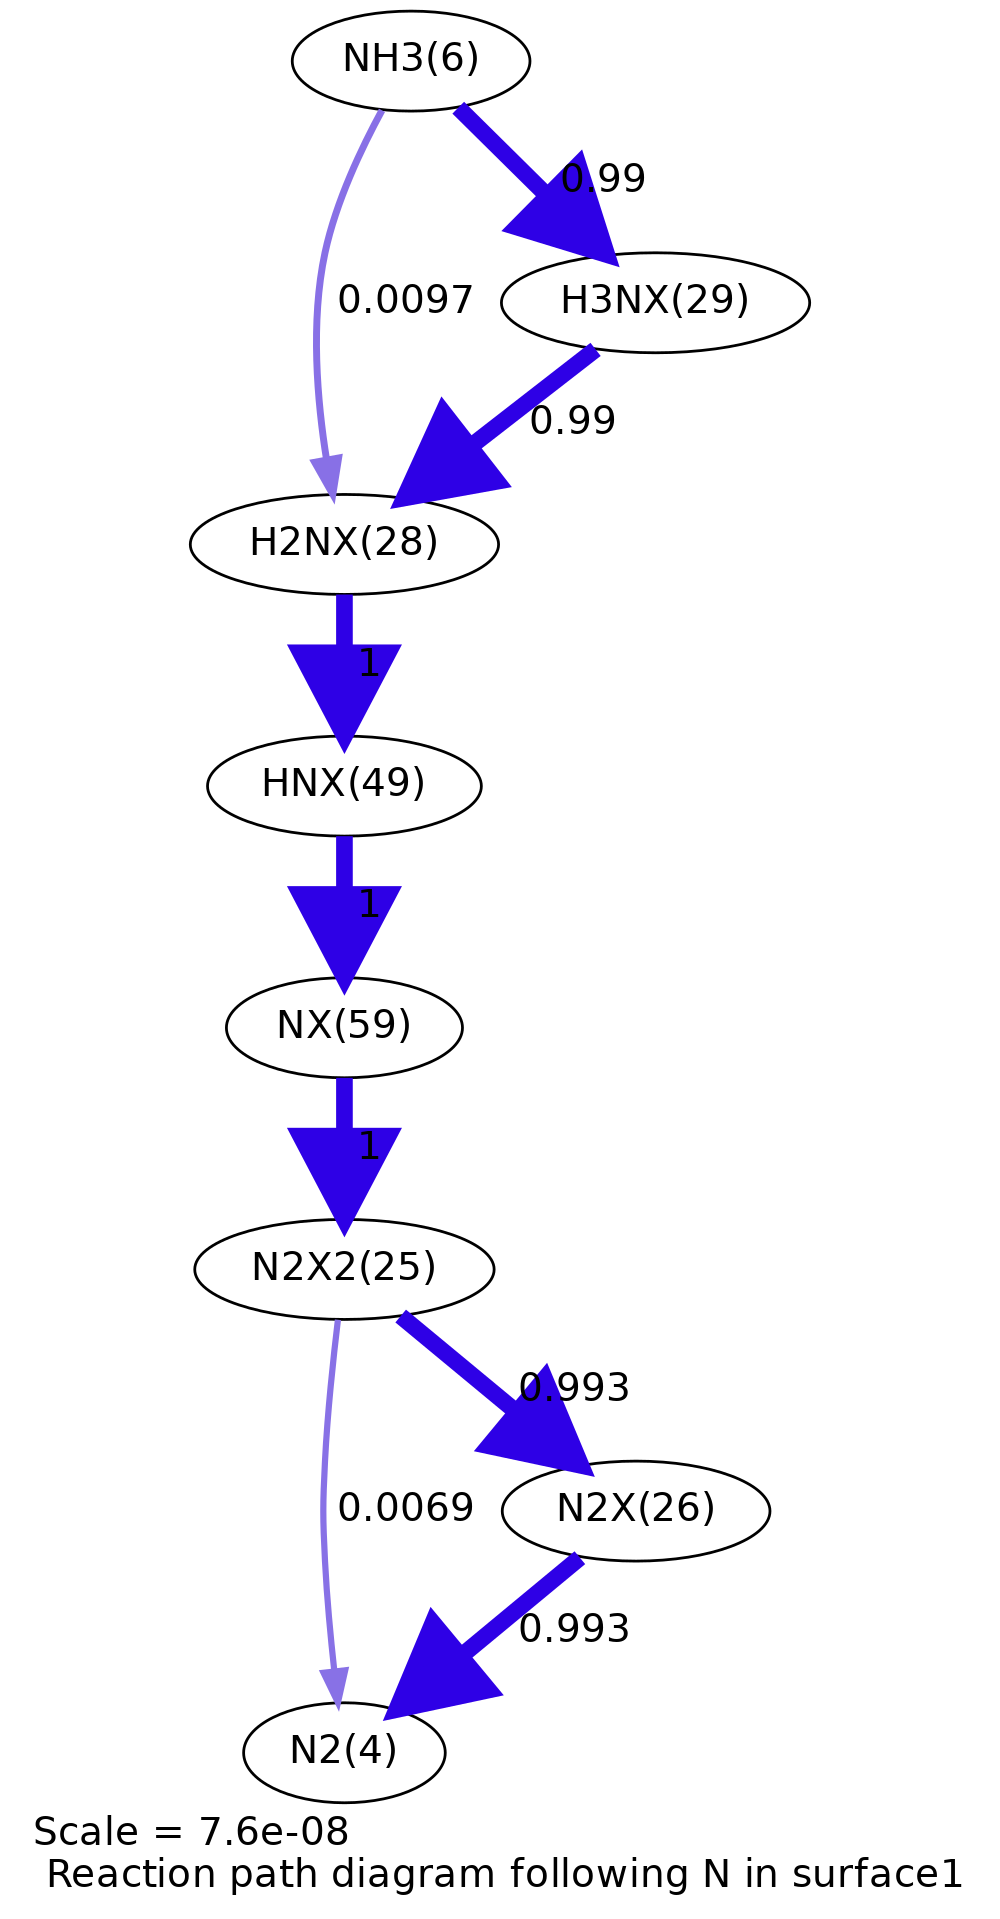 NH3(6)
0.99
0.0097
H3NX(29)
0.99
H2NX(28)
1
HNX(49)
1
NX(59)
1
N2X2(25)
0.993
0.0069
N2X(26)
0.993
N2(4)
Scale = 7.6e-08
Reaction path diagram following N in surface1